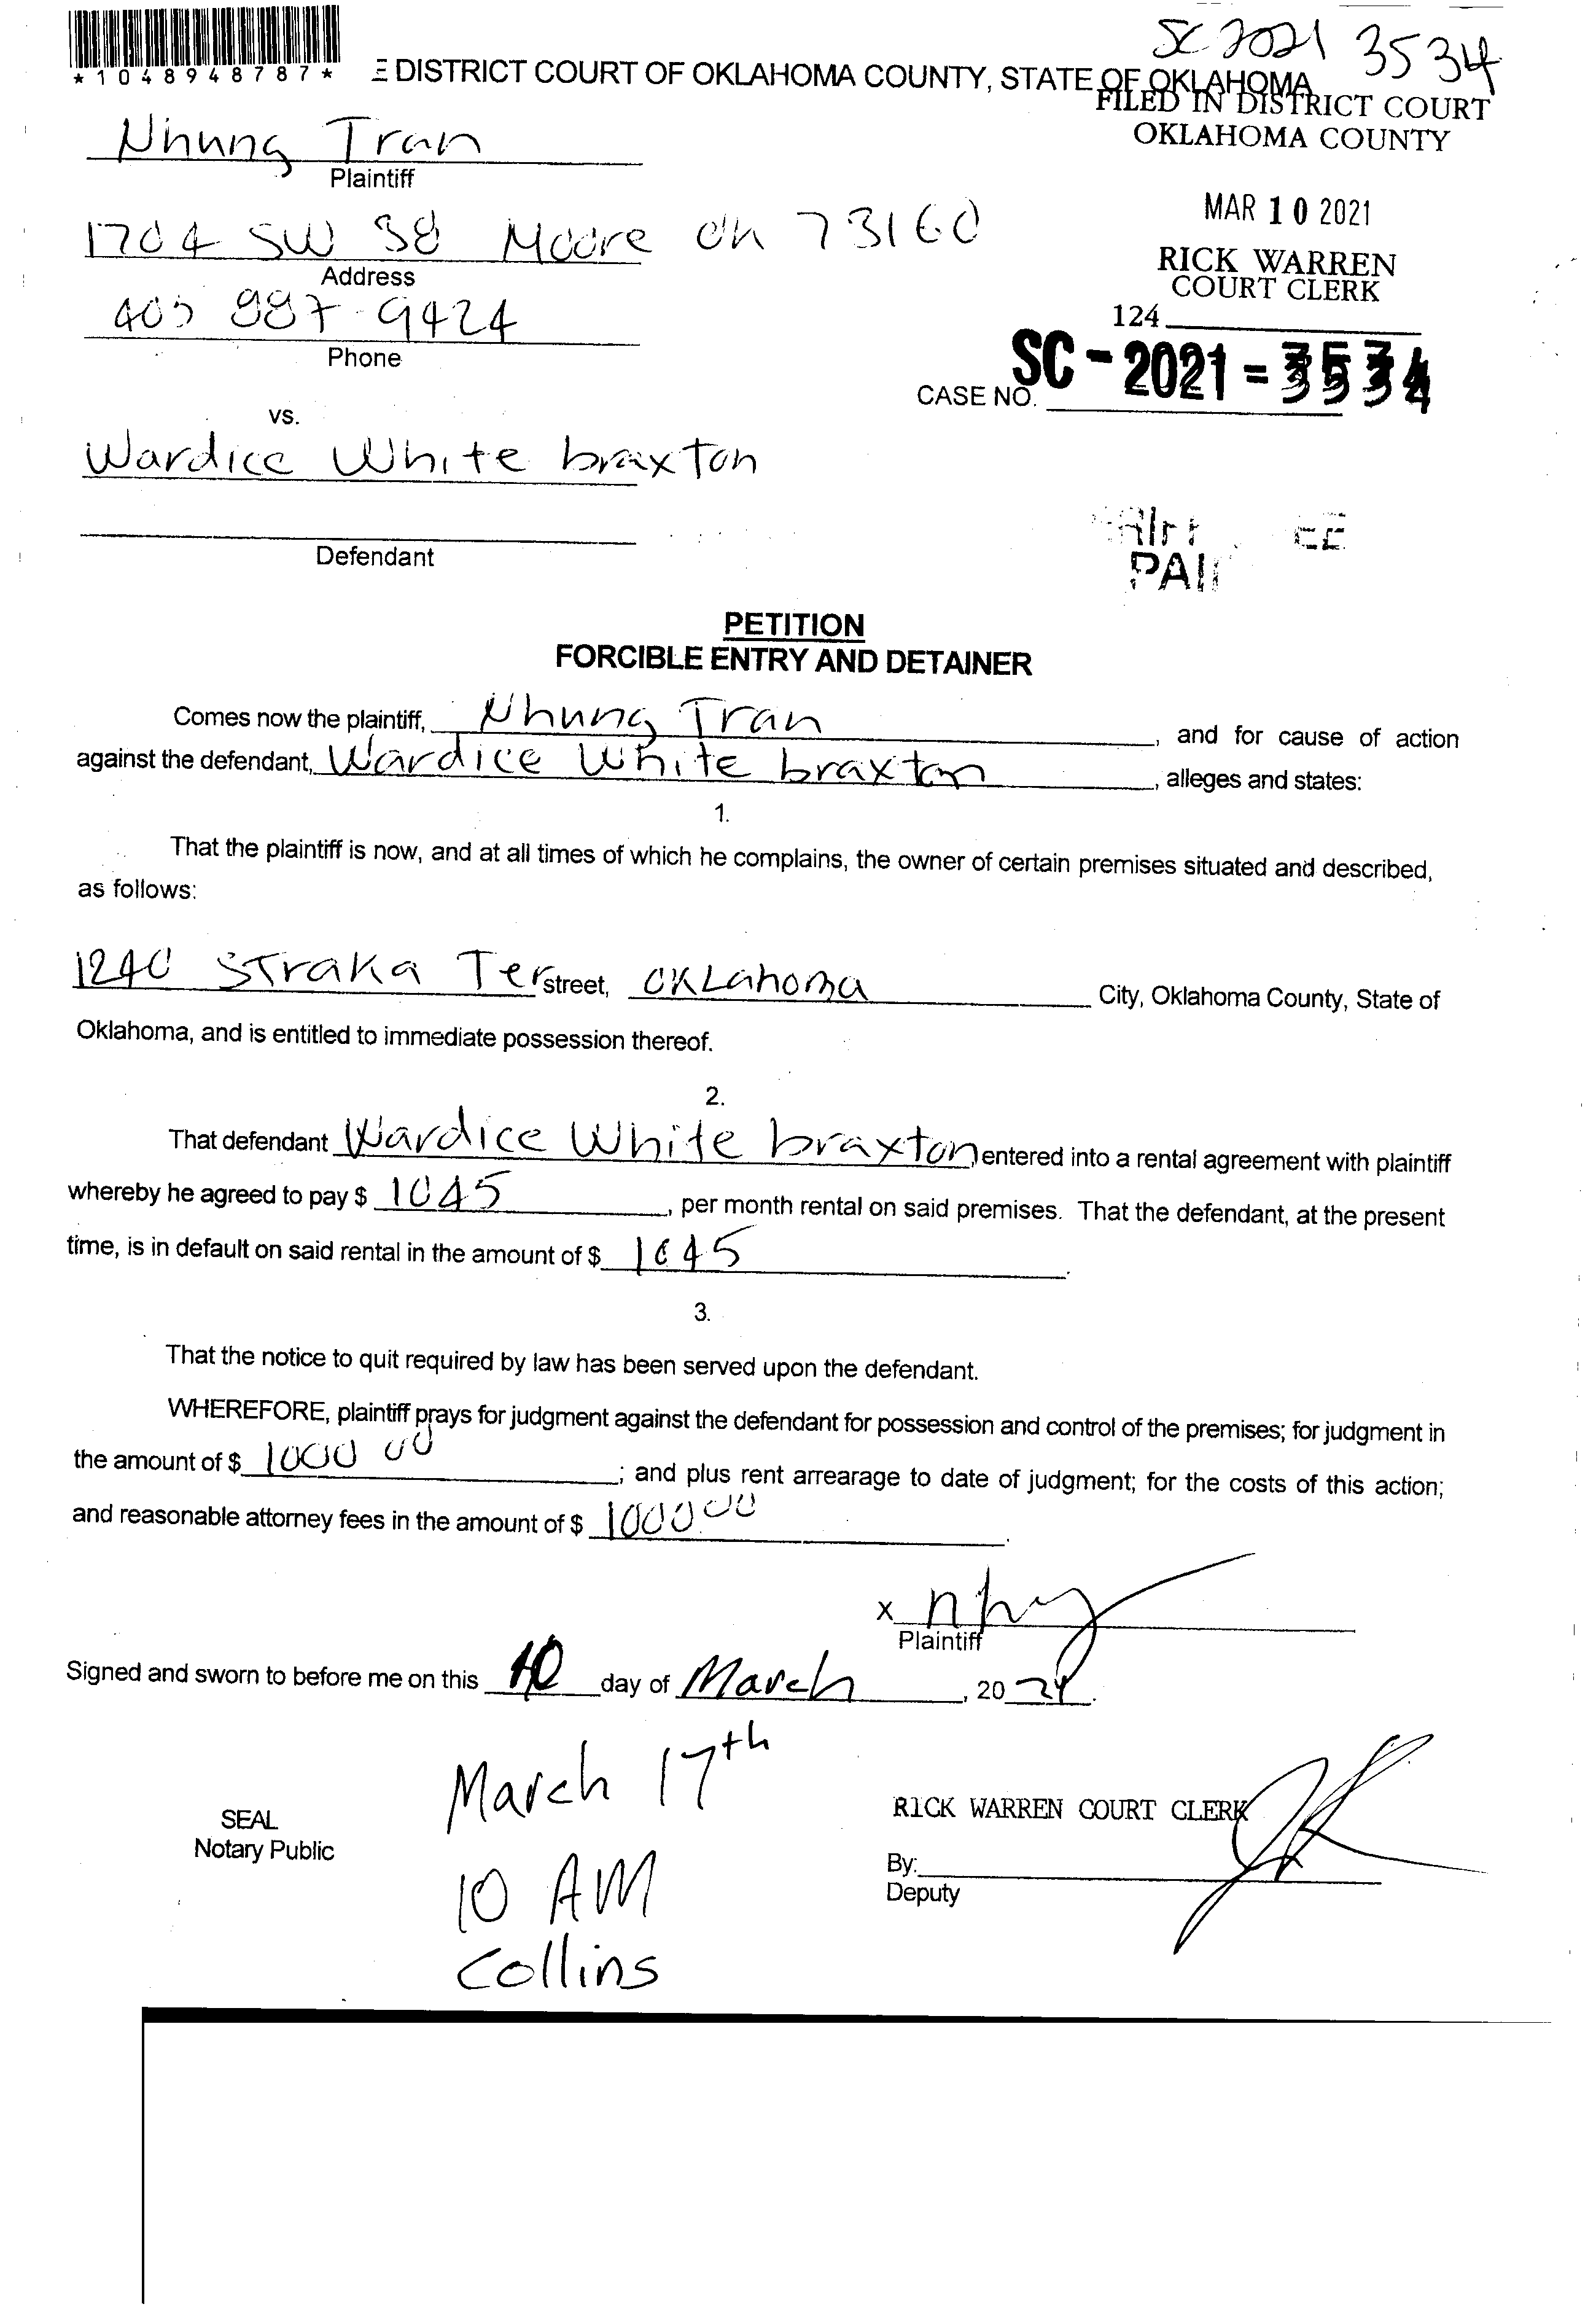 *1048948787*
SC 2021 3534
E DISTRICT COURT OF OKLAHOMA COUNTY, STATE OF OKLAHOMA
FILED IN DISTRICT COURT
OKLAHOMA COUNTY
Nhung Tran
Plaintiff
MAR 10 2021
1704 SW 38 Moore Ok 73160
Address
RICK WARREN
COURT CLERK
405 887-9424
124
Phone
CASE NO. SC-2021-3534
vs.
Wardice White braxton
Defendant
PAI
PETITION
FORCIBLE ENTRY AND DETAINER
Comes now the plaintiff, Nhung Tran, and for cause of action
against the defendant, Wardice White braxton, alleges and states:
1.
That the plaintiff is now, and at all times of which he complains, the owner of certain premises situated and described,
as follows:
1240 Straka Ter street, Oklahoma City, Oklahoma County, State of
Oklahoma, and is entitled to immediate possession thereof.
2.
That defendant Wardice White braxton, entered into a rental agreement with plaintiff
whereby he agreed to pay $ 1045, per month rental on said premises. That the defendant, at the present
time, is in default on said rental in the amount of $ 1045.
3.
That the notice to quit required by law has been served upon the defendant.
WHEREFORE, plaintiff prays for judgment against the defendant for possession and control of the premises; for judgment in
the amount of $ 1000 00; and plus rent arrearage to date of judgment; for the costs of this action;
and reasonable attorney fees in the amount of $ 1000.00.
X
Plaintiff
Signed and sworn to before me on this 10 day of March, 2021.
March 17th
10 AM
Collins
SEAL
Notary Public
RICK WARREN COURT CLERK
By:
Deputy